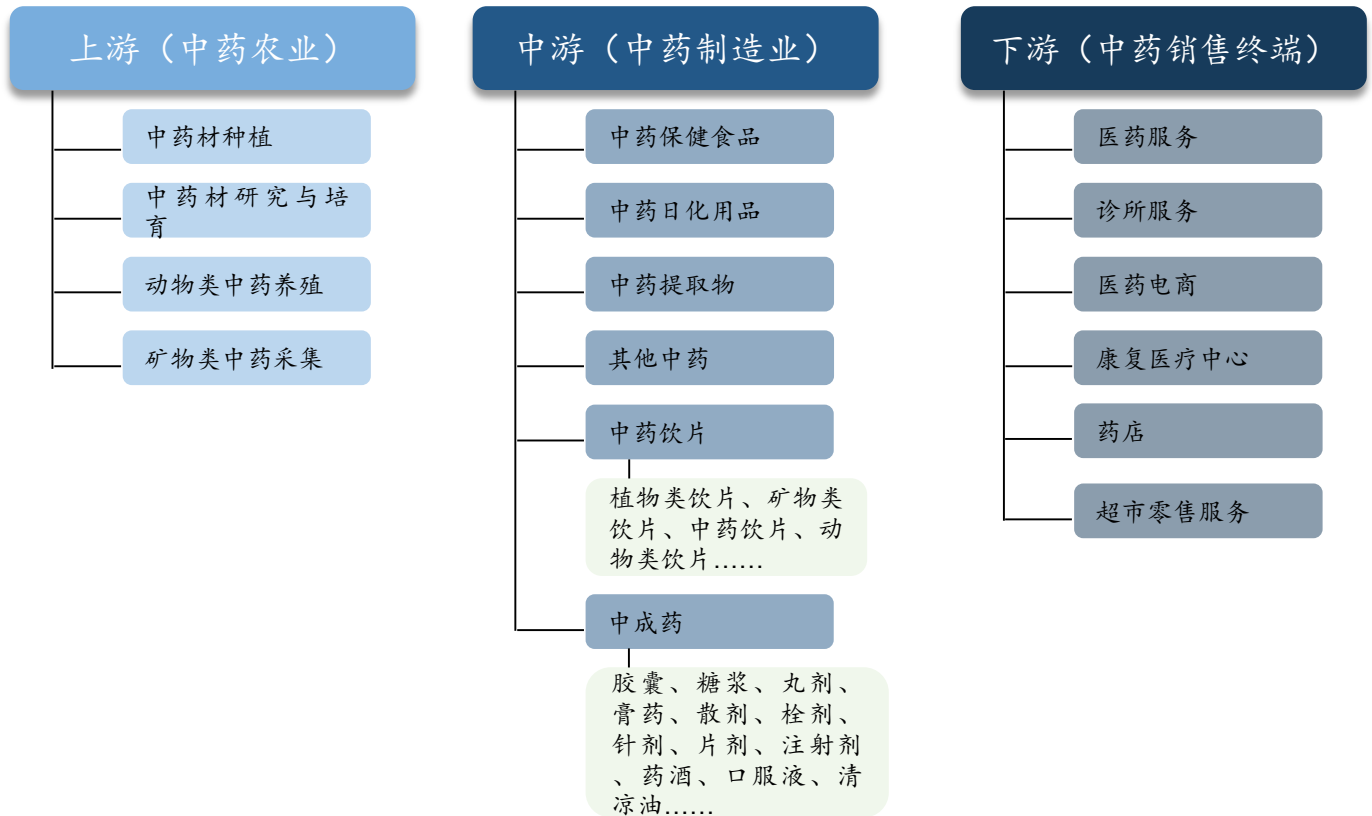 上游（中药农业）
中药材种植
中药材研究与培
育
动物类中药养殖
矿物类中药采集
中游（中药制造业）
中药保健食品
中药日化用品
中药提取物
其他中药
中药饮片
植物类饮片、矿物类
饮片、中药饮片、动
物类饮片……
中成药
胶囊、糖浆、丸剂、
膏药、散剂、栓剂、
针剂、片剂、注射剂
、药酒、口服液、清
凉油……
下游（中药销售终端）
医药服务
诊所服务
医药电商
康复医疗中心
药店
超市零售服务